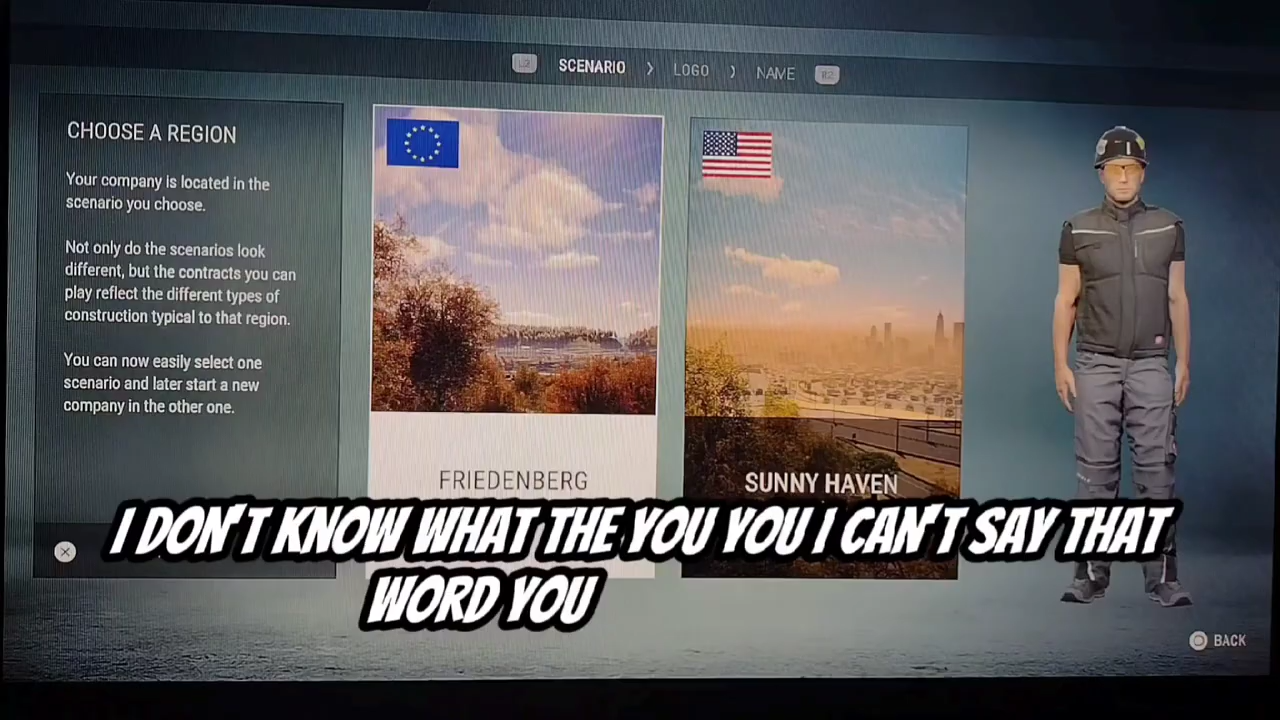 L2 SCENARIO LOGO NAME R2
CHOOSE A REGION
Your company is located in the
scenario you choose.
Not only do the scenarios look
different, but the contracts you can
play reflect the different types of
construction typical to that region.
You can now easily select one
scenario and later start a new
company in the other one.
FRIEDENBERG
SUNNY HAVEN
I DON'T KNOW WHAT THE YOU YOU I CAN'T SAY THAT
WORD YOU
BACK